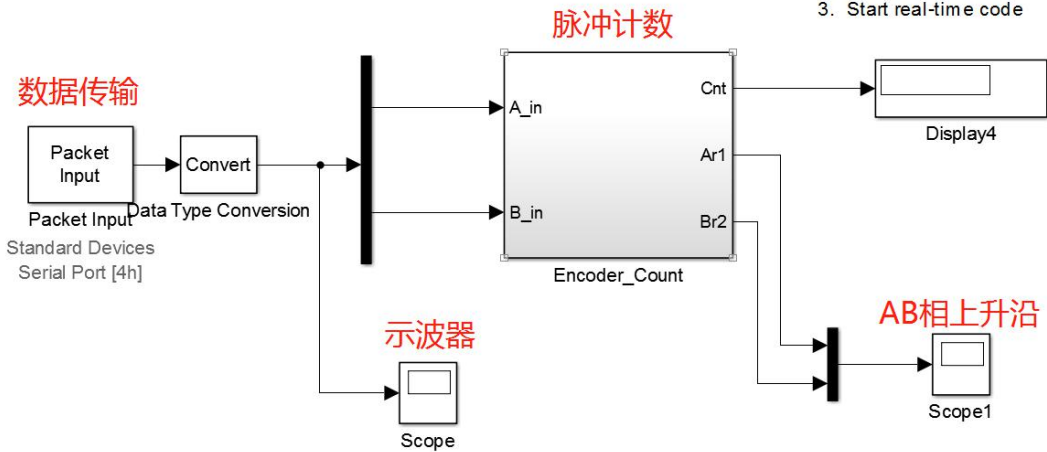 3. Start real-time code
脉冲计数
数据传输
Packet
Input
Packet Input
Standard Devices
Serial Port [4h]
Convert
Data Type Conversion
A_in
B_in
Cnt
Ar1
Br2
Encoder_Count
Display4
示波器
Scope
AB相上升沿
Scope1